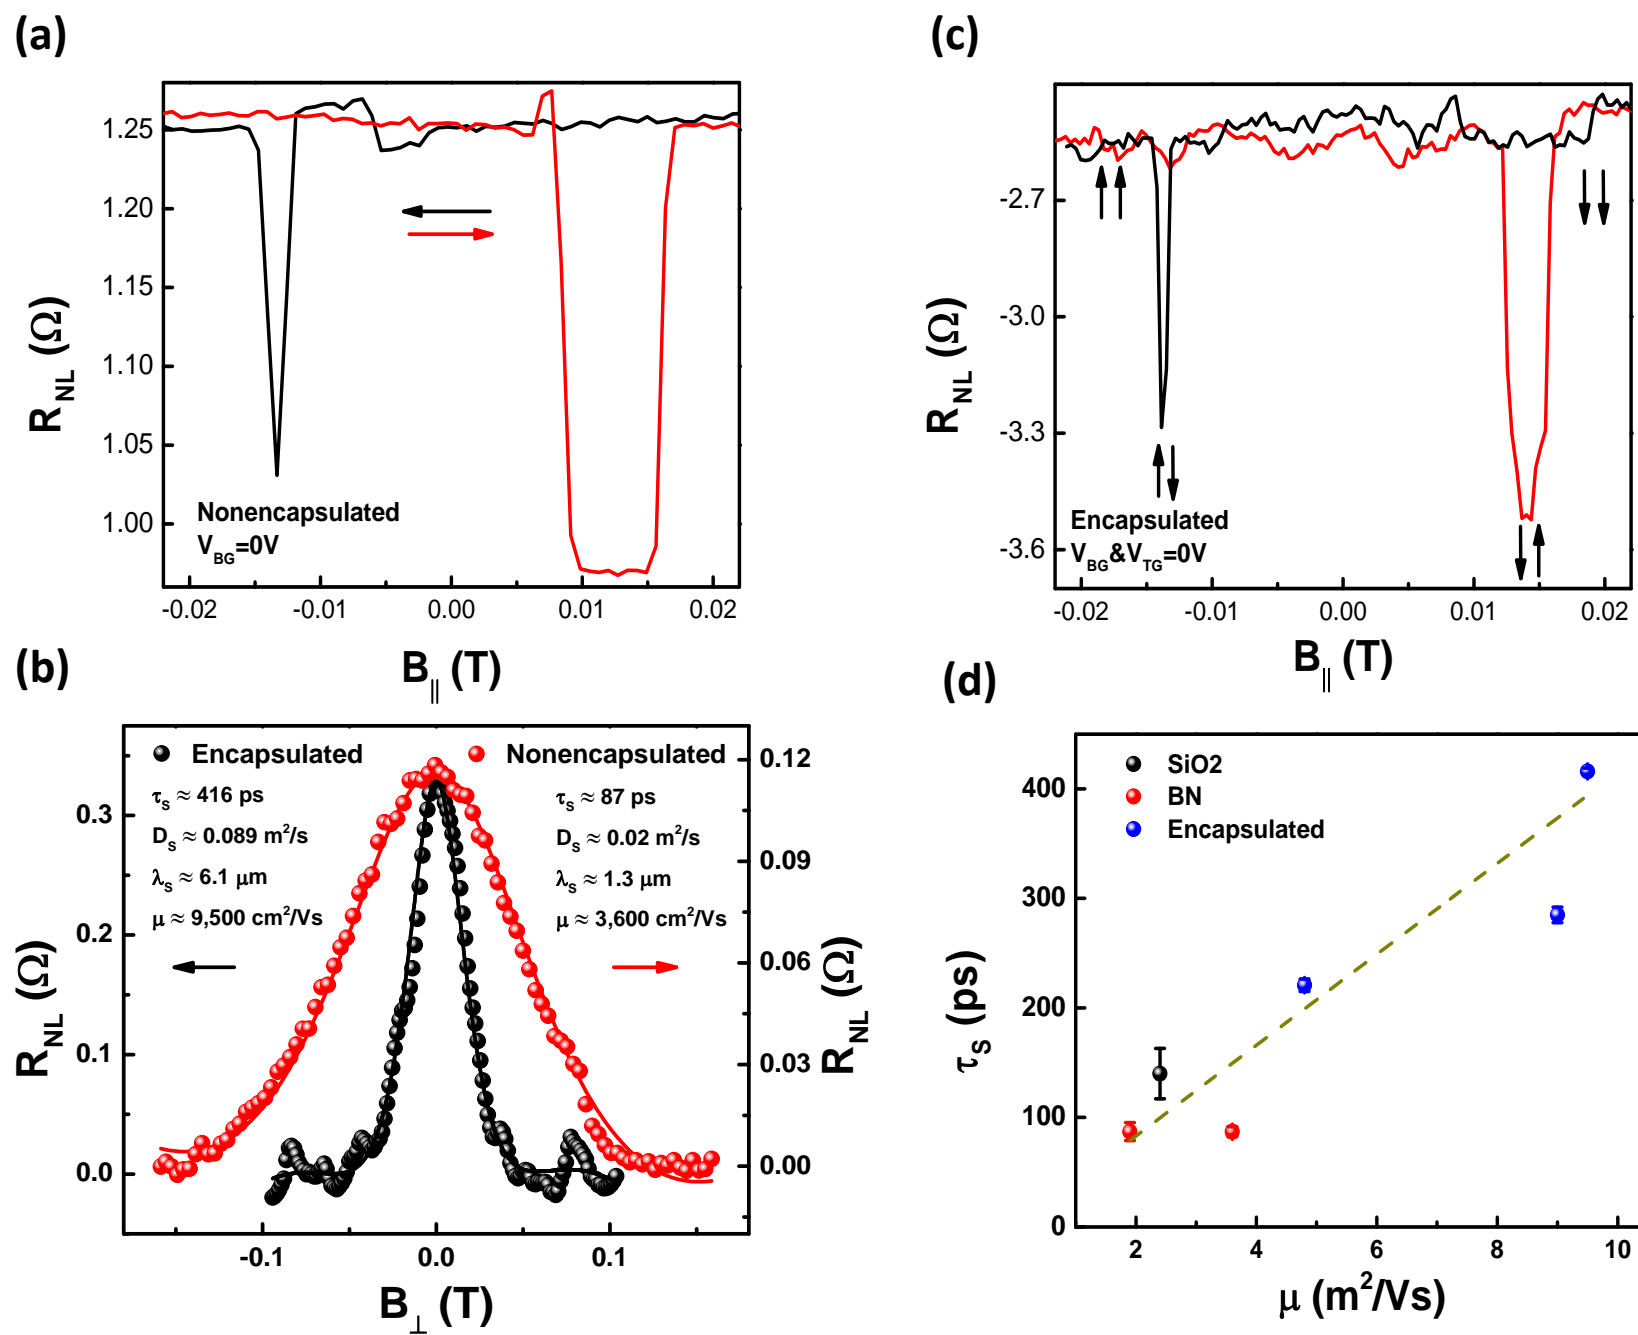 (a)
1.25
1.20
1.15
1.10
1.05
1.00
R_NL (Ω)
Nonencapsulated
V_BG=0V
-0.02 -0.01 0.00 0.01 0.02
B_|| (T)
(c)
-2.7
-3.0
-3.3
-3.6
R_NL (Ω)
Encapsulated
V_BG&V_TG=0V
-0.02 -0.01 0.00 0.01 0.02
B_|| (T)
(b)
Encapsulated
τ_S ≈ 416 ps
D_S ≈ 0.089 m²/s
λ_S ≈ 6.1 μm
μ ≈ 9,500 cm²/Vs
Nonencapsulated
τ_S ≈ 87 ps
D_S ≈ 0.02 m²/s
λ_S ≈ 1.3 μm
μ ≈ 3,600 cm²/Vs
0.3
0.2
0.1
0.0
R_NL (Ω)
0.12
0.09
0.06
0.03
0.00
R_NL (Ω)
-0.1 0.0 0.1
B_⊥ (T)
(d)
SiO2
BN
Encapsulated
400
300
200
100
0
τ_S (ps)
2 4 6 8 10
μ (m²/Vs)